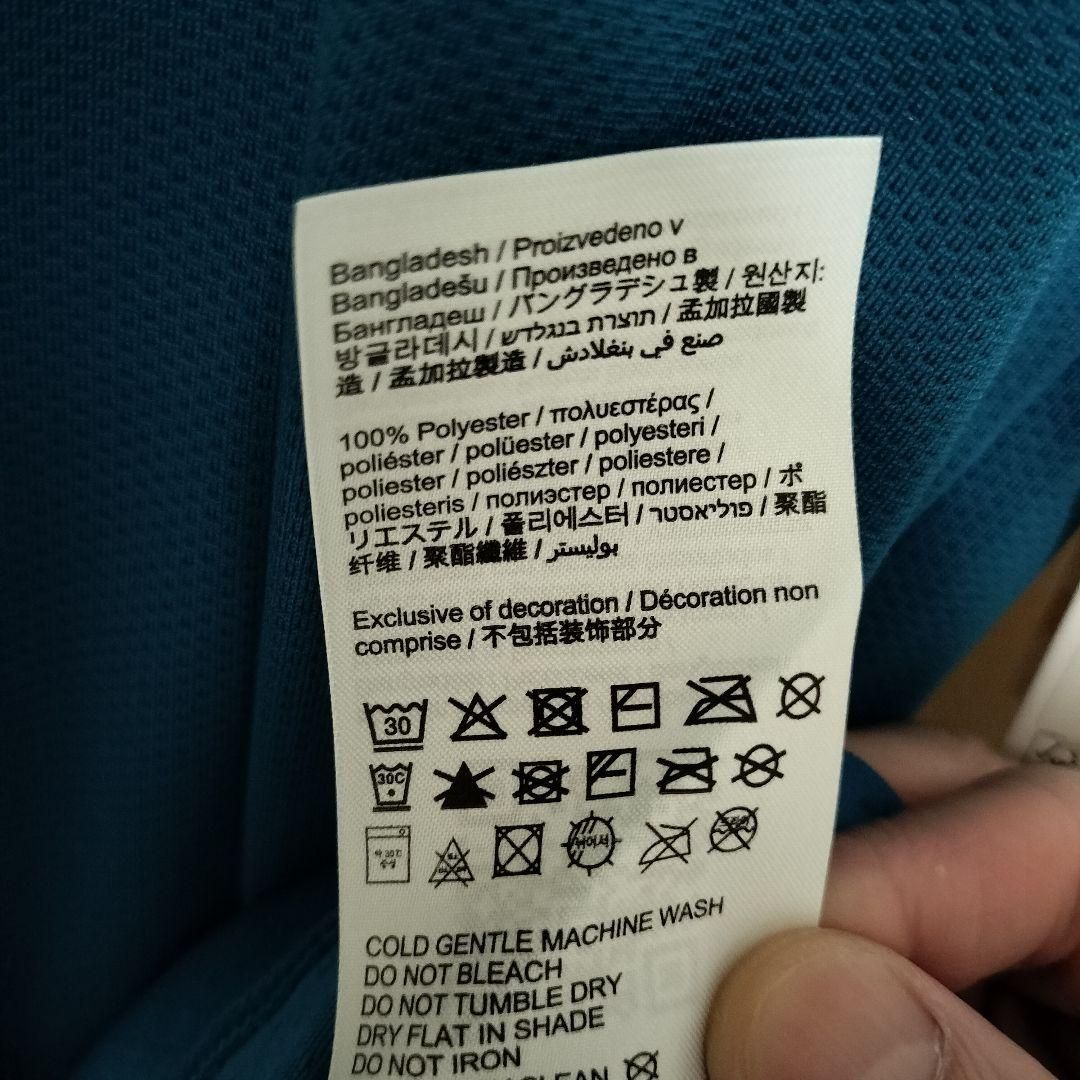 Bangladesh / Proizvedeno v
Bangladešu / Произведено в
Бангладеш / バングラデシュ製 / 원산지:
방글라데시 / תוצרת בנגלדש / 孟加拉國製
造 / 孟加拉製造 / صنع في بنغلادش
100% Polyester / πολυεστέρας /
poliéster / polüester / polyesteri /
poliester / poliészter / poliestere /
poliesteris / полиэстер / полиестер / ポ
リエステル / 폴리에스터 / פוליאסטר / 聚酯
纤维 / 聚酯纖維 / بوليستر
Exclusive of decoration / Décoration non
comprise / 不包括装饰部分
30
30C
약 30℃
중성
COLD GENTLE MACHINE WASH
DO NOT BLEACH
DO NOT TUMBLE DRY
DRY FLAT IN SHADE
DO NOT IRON
CLEAN